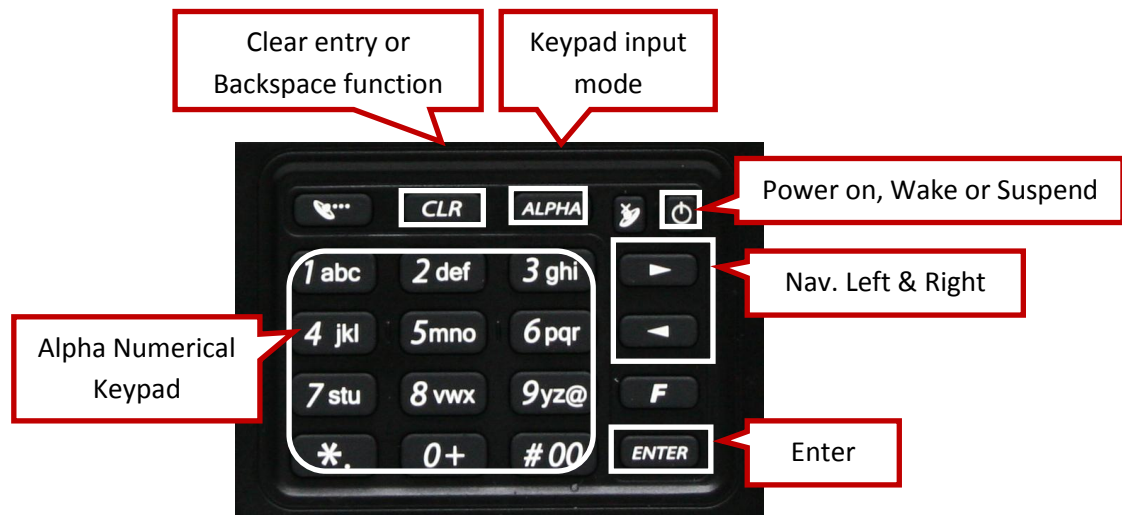 Clear entry or
Backspace function
Keypad input
mode
Power on, Wake or Suspend
CLR
ALPHA
1 abc
2 def
3 ghi
Nav. Left & Right
4 jkl
5mno
6pqr
Alpha Numerical
Keypad
7 stu
8 vwx
9yz@
F
*.
0+
#00
ENTER
Enter